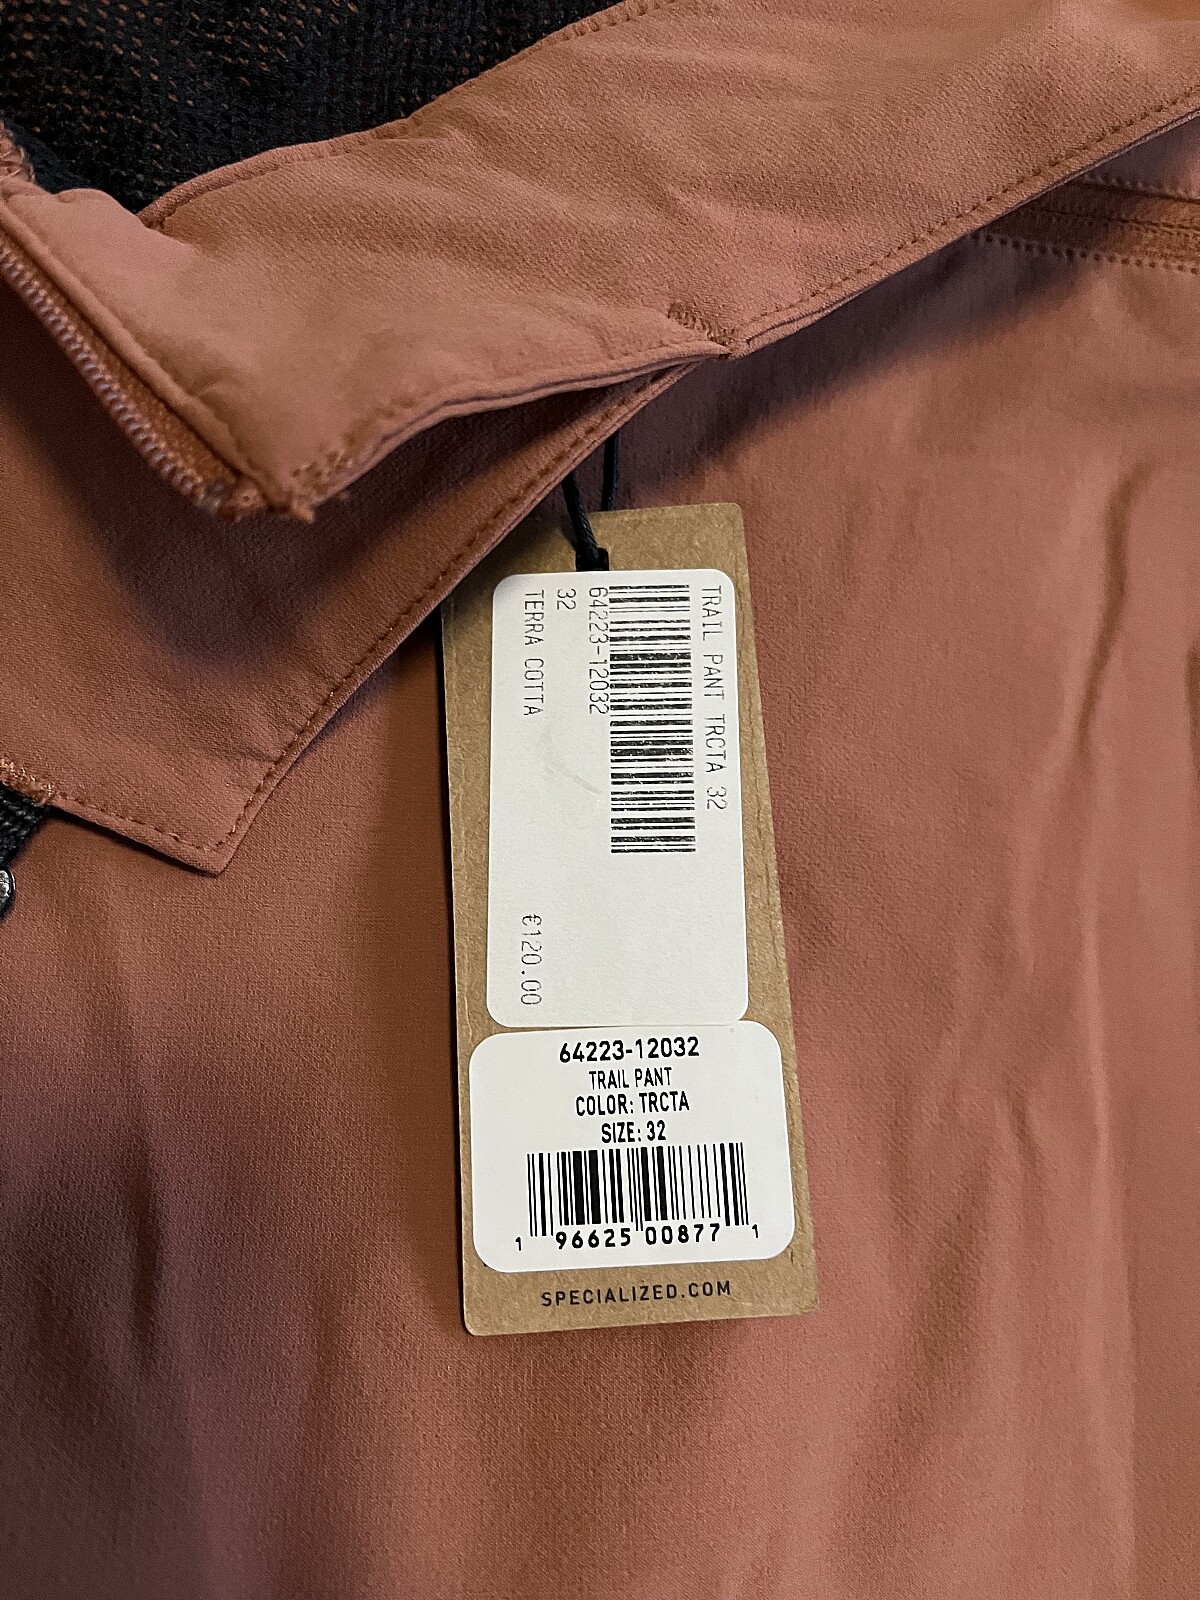 TRAIL PANT TRCTA 32
64223-12032
32
TERRA COTTA
€120.00
64223-12032
TRAIL PANT
COLOR: TRCTA
SIZE: 32
1 96625 00877 1
SPECIALIZED.COM